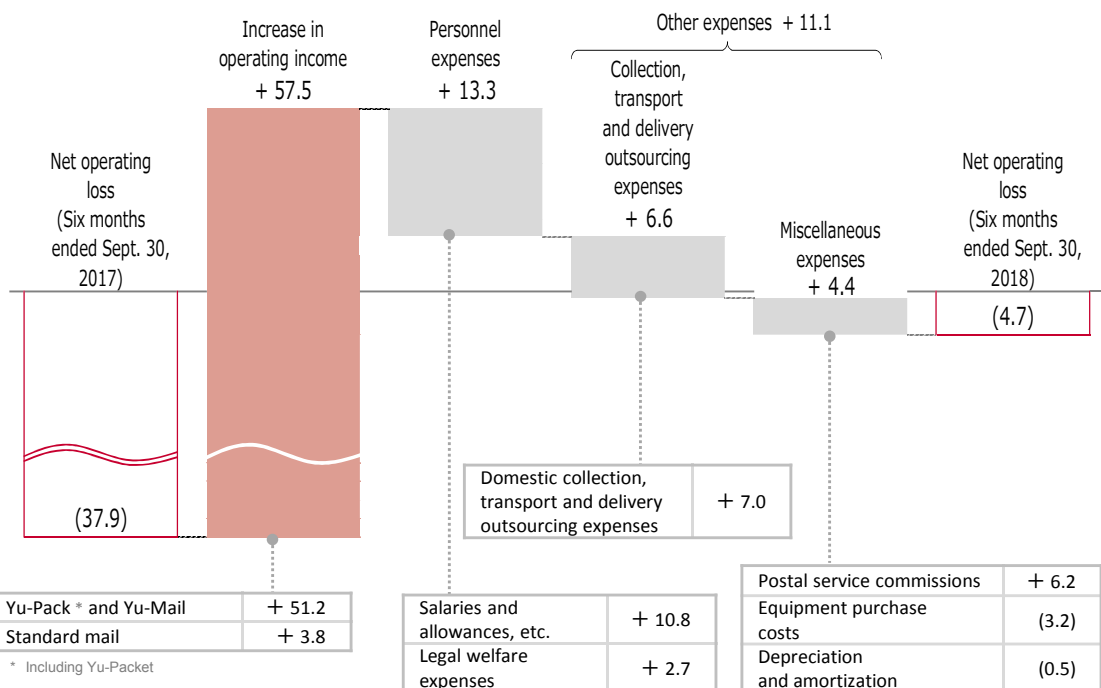 Increase in
operating income
+ 57.5
Personnel
expenses
+ 13.3
Other expenses + 11.1
Collection,
transport
and delivery
outsourcing
expenses
+ 6.6
Miscellaneous
expenses
+ 4.4
Net operating
loss
(Six months
ended Sept. 30,
2017)
Net operating
loss
(Six months
ended Sept. 30,
2018)
(4.7)
(37.9)
Domestic collection,
transport and delivery
outsourcing expenses
+ 7.0
Yu-Pack * and Yu-Mail + 51.2
Standard mail + 3.8
* Including Yu-Packet
Salaries and
allowances, etc.
+ 10.8
Legal welfare
expenses
+ 2.7
Postal service commissions + 6.2
Equipment purchase
costs
(3.2)
Depreciation
and amortization
(0.5)